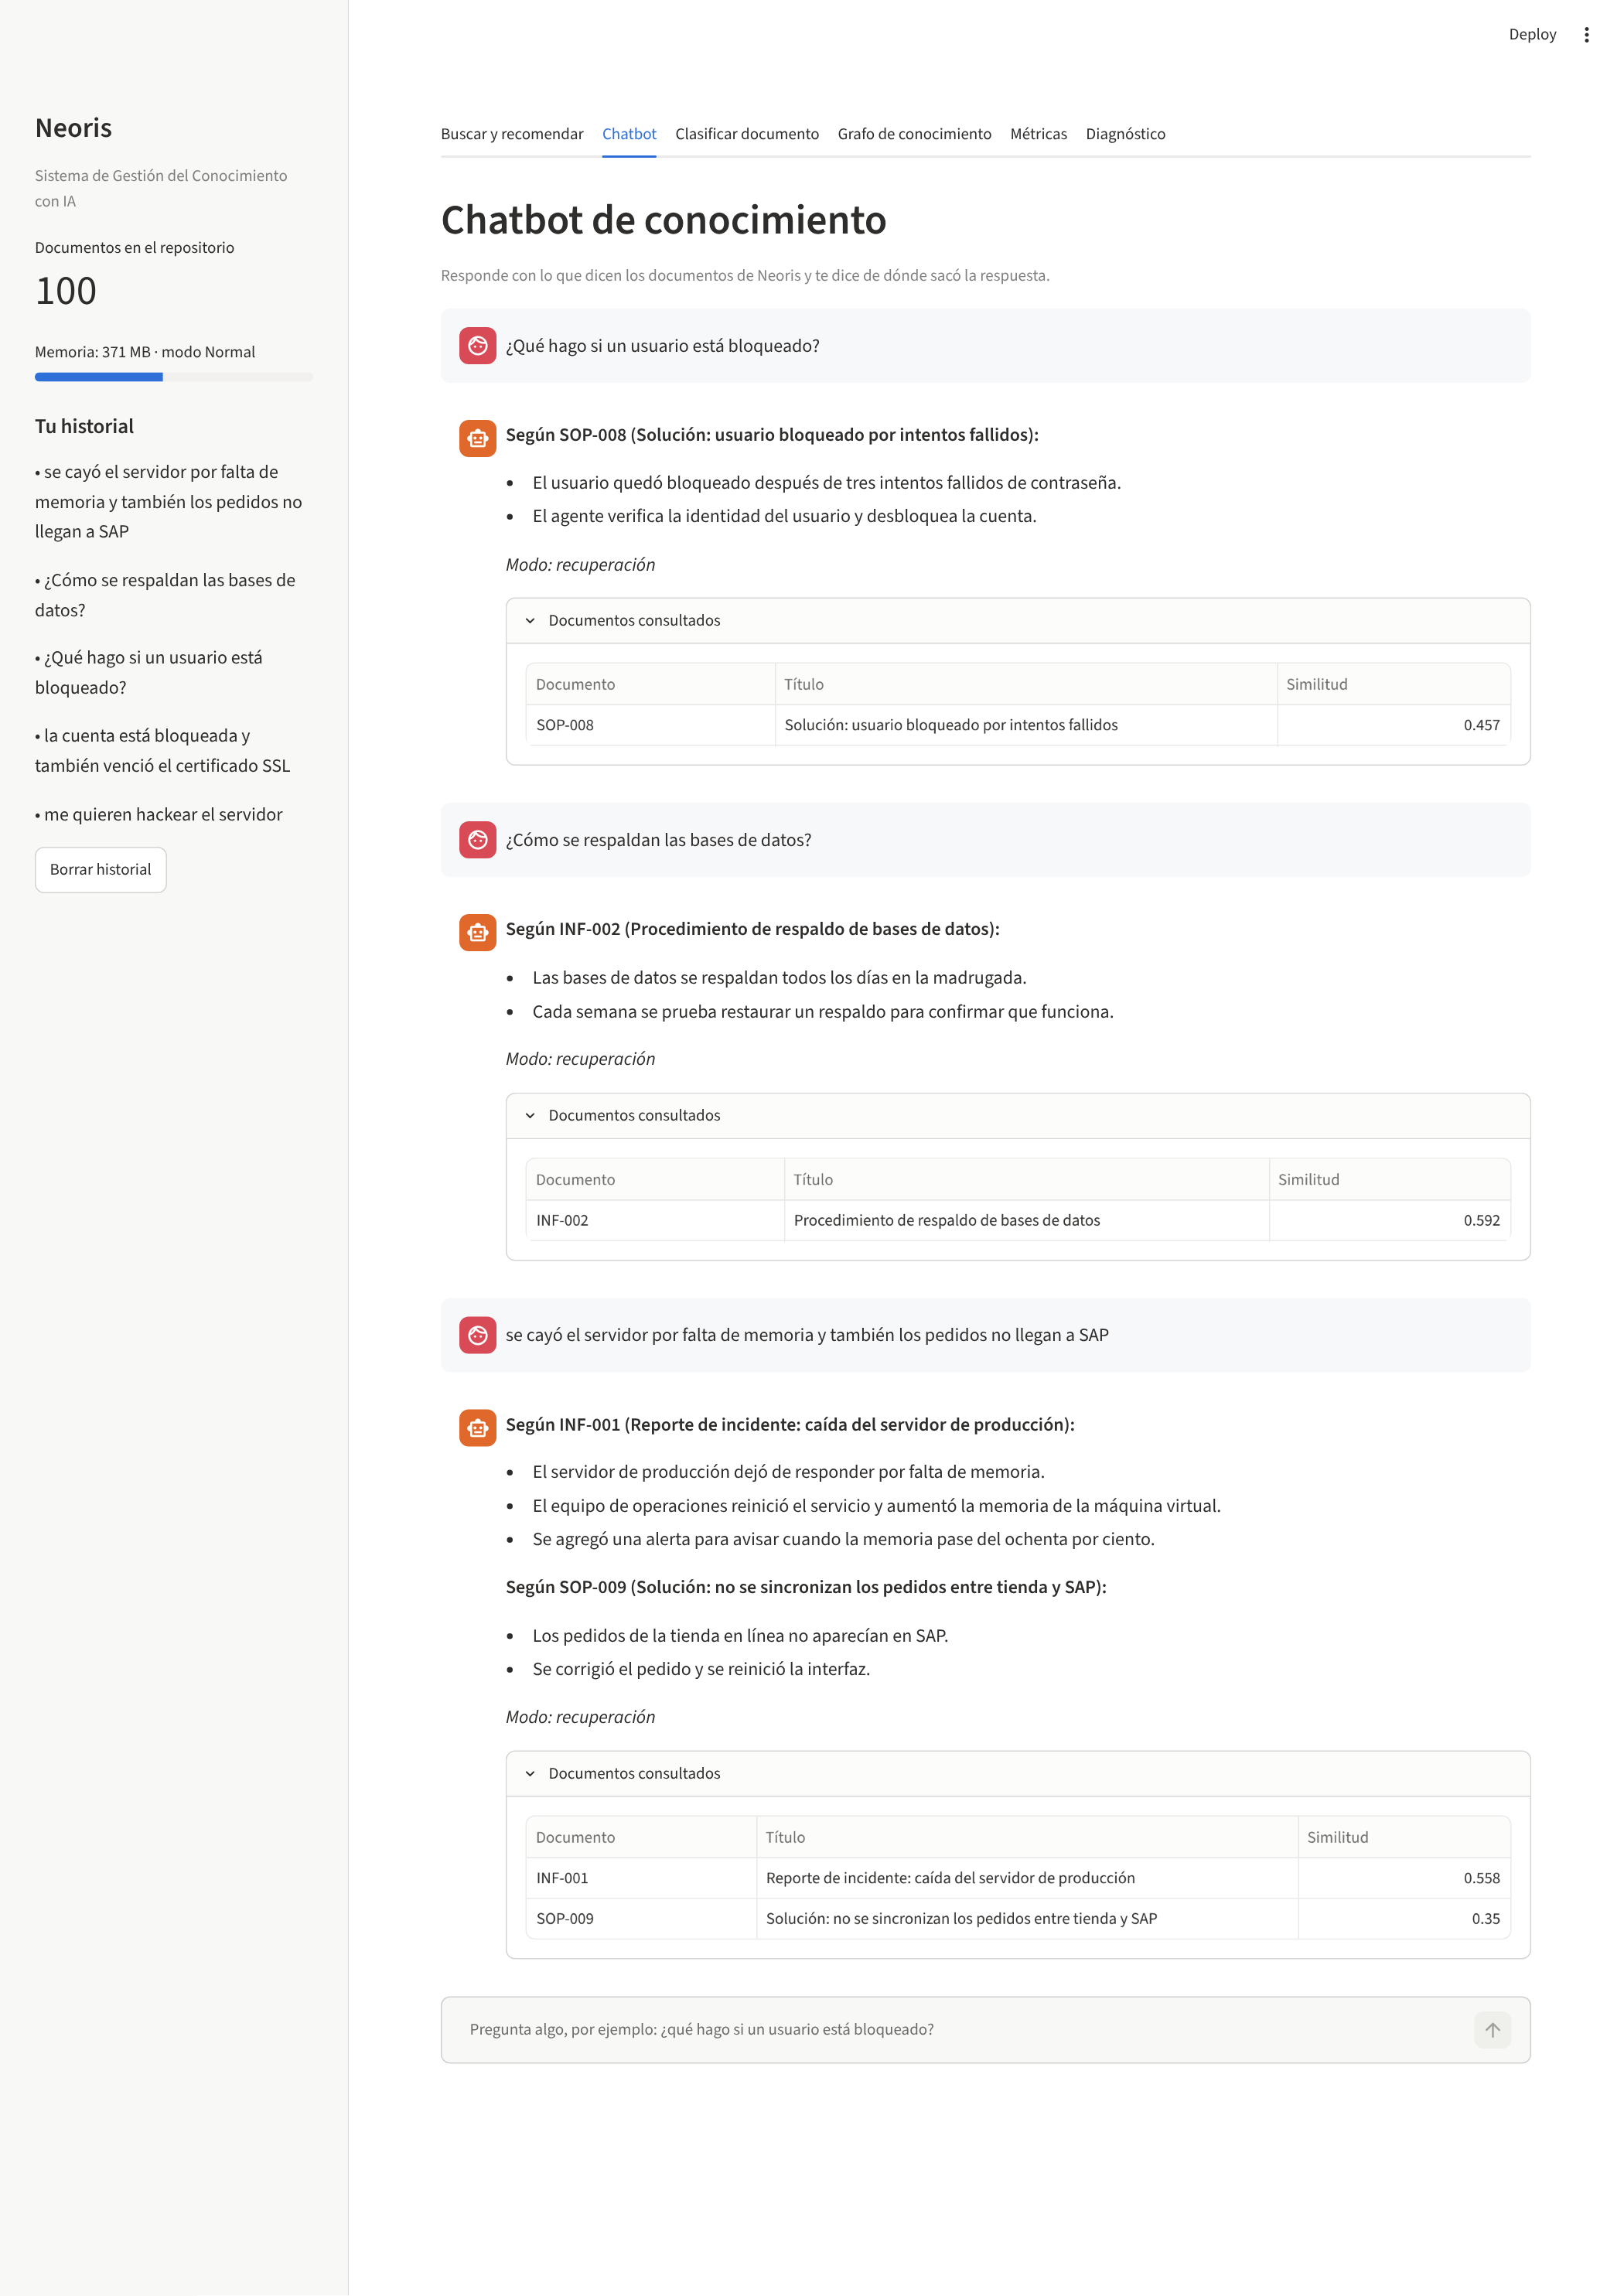 Deploy
Neoris
Sistema de Gestión del Conocimiento
con IA
Documentos en el repositorio
100
Memoria: 371 MB · modo Normal
Tu historial
• se cayó el servidor por falta de
memoria y también los pedidos no
llegan a SAP
• ¿Cómo se respaldan las bases de
datos?
• ¿Qué hago si un usuario está
bloqueado?
• la cuenta está bloqueada y
también venció el certificado SSL
• me quieren hackear el servidor
Borrar historial
Buscar y recomendar Chatbot Clasificar documento Grafo de conocimiento Métricas Diagnóstico
Chatbot de conocimiento
Responde con lo que dicen los documentos de Neoris y te dice de dónde sacó la respuesta.
¿Qué hago si un usuario está bloqueado?
Según SOP-008 (Solución: usuario bloqueado por intentos fallidos):
• El usuario quedó bloqueado después de tres intentos fallidos de contraseña.
• El agente verifica la identidad del usuario y desbloquea la cuenta.
Modo: recuperación
Documentos consultados
Documento Título Similitud
SOP-008 Solución: usuario bloqueado por intentos fallidos 0.457
¿Cómo se respaldan las bases de datos?
Según INF-002 (Procedimiento de respaldo de bases de datos):
• Las bases de datos se respaldan todos los días en la madrugada.
• Cada semana se prueba restaurar un respaldo para confirmar que funciona.
Modo: recuperación
Documentos consultados
Documento Título Similitud
INF-002 Procedimiento de respaldo de bases de datos 0.592
se cayó el servidor por falta de memoria y también los pedidos no llegan a SAP
Según INF-001 (Reporte de incidente: caída del servidor de producción):
• El servidor de producción dejó de responder por falta de memoria.
• El equipo de operaciones reinició el servicio y aumentó la memoria de la máquina virtual.
• Se agregó una alerta para avisar cuando la memoria pase del ochenta por ciento.
Según SOP-009 (Solución: no se sincronizan los pedidos entre tienda y SAP):
• Los pedidos de la tienda en línea no aparecían en SAP.
• Se corrigió el pedido y se reinició la interfaz.
Modo: recuperación
Documentos consultados
Documento Título Similitud
INF-001 Reporte de incidente: caída del servidor de producción 0.558
SOP-009 Solución: no se sincronizan los pedidos entre tienda y SAP 0.35
Pregunta algo, por ejemplo: ¿qué hago si un usuario está bloqueado?